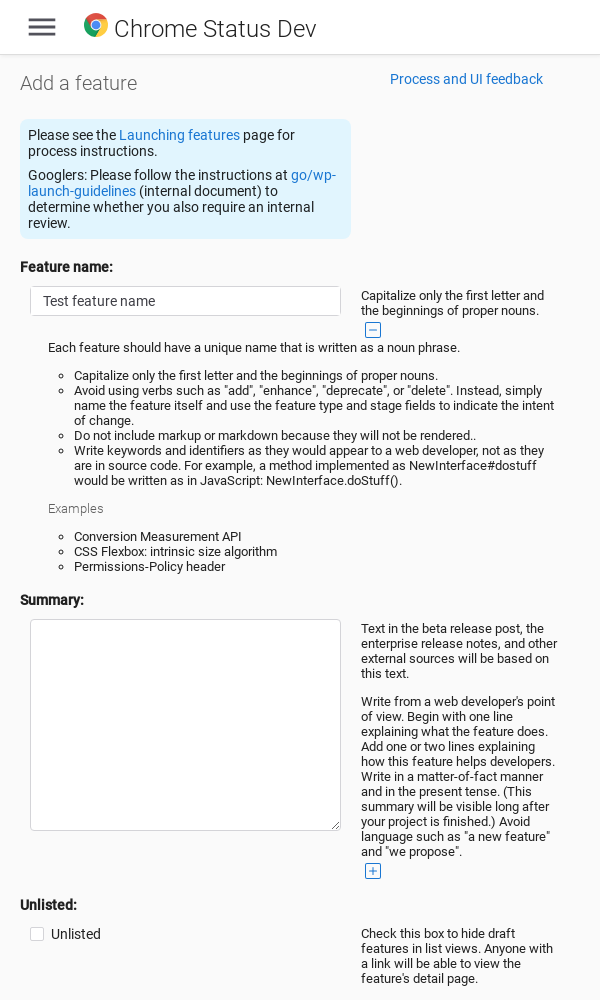 Chrome Status Dev
Add a feature
Process and UI feedback
Please see the Launching features page for
process instructions.
Googlers: Please follow the instructions at go/wp-
launch-guidelines (internal document) to
determine whether you also require an internal
review.
Feature name:
Test feature name
Capitalize only the first letter and
the beginnings of proper nouns.
Each feature should have a unique name that is written as a noun phrase.
Capitalize only the first letter and the beginnings of proper nouns.
Avoid using verbs such as "add", "enhance", "deprecate", or "delete". Instead, simply
name the feature itself and use the feature type and stage fields to indicate the intent
of change.
Do not include markup or markdown because they will not be rendered..
Write keywords and identifiers as they would appear to a web developer, not as they
are in source code. For example, a method implemented as NewInterface#dostuff
would be written as in JavaScript: NewInterface.doStuff().
Examples
Conversion Measurement API
CSS Flexbox: intrinsic size algorithm
Permissions-Policy header
Summary:
Text in the beta release post, the
enterprise release notes, and other
external sources will be based on
this text.
Write from a web developer's point
of view. Begin with one line
explaining what the feature does.
Add one or two lines explaining
how this feature helps developers.
Write in a matter-of-fact manner
and in the present tense. (This
summary will be visible long after
your project is finished.) Avoid
language such as "a new feature"
and "we propose".
Unlisted:
Unlisted
Check this box to hide draft
features in list views. Anyone with
a link will be able to view the
feature's detail page.